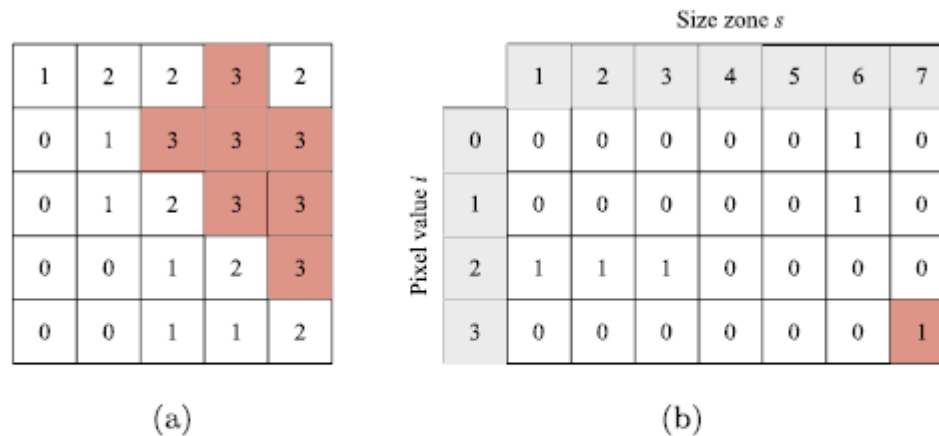 Size zone s
1 2 2 3 2
0 1 3 3 3
0 1 2 3 3
0 0 1 2 3
0 0 1 1 2
(a)
Pixel value i
1 2 3 4 5 6 7
0 0 0 0 0 0 1 0
1 0 0 0 0 0 1 0
2 1 1 1 0 0 0 0
3 0 0 0 0 0 0 1
(b)